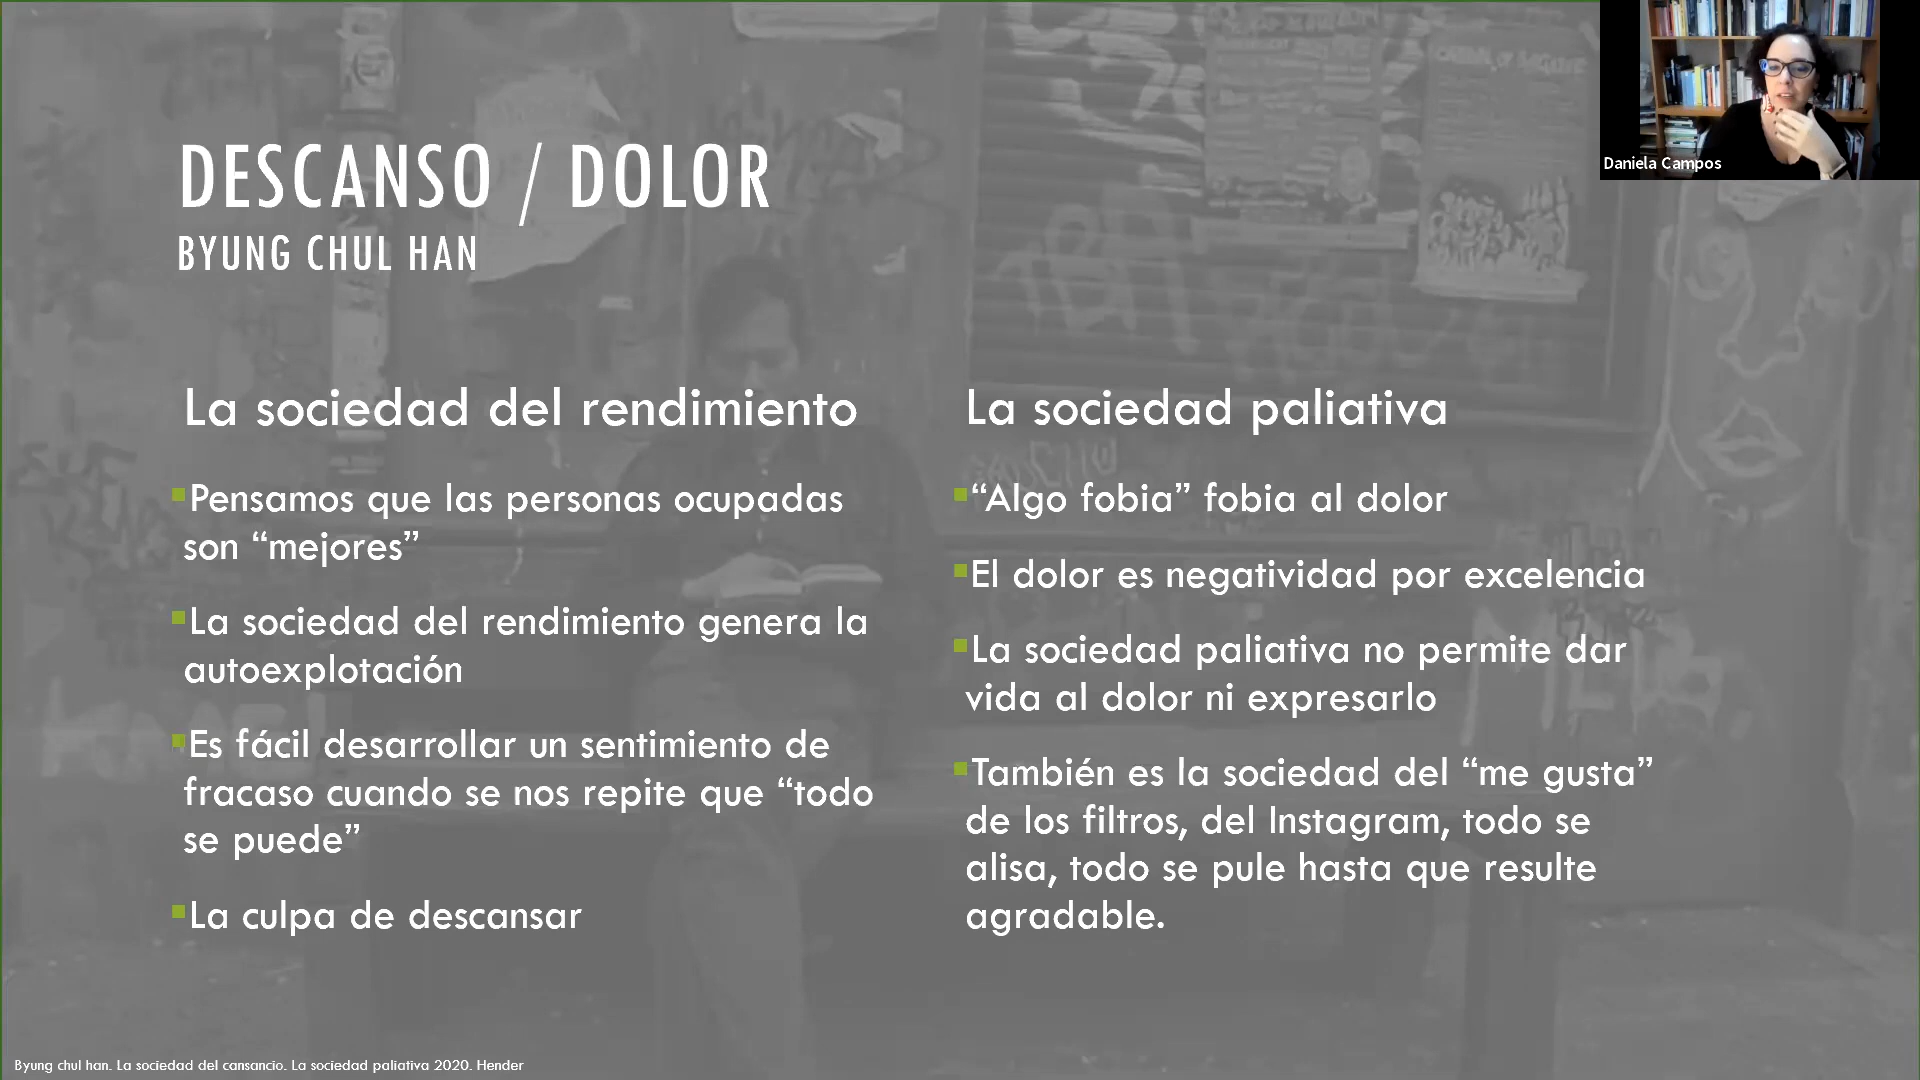 Daniela Campos
DESCANSO / DOLOR
BYUNG CHUL HAN
La sociedad del rendimiento
Pensamos que las personas ocupadas
son “mejores”
La sociedad del rendimiento genera la
autoexplotación
Es fácil desarrollar un sentimiento de
fracaso cuando se nos repite que “todo
se puede”
La culpa de descansar
La sociedad paliativa
“Algo fobia” fobia al dolor
El dolor es negatividad por excelencia
La sociedad paliativa no permite dar
vida al dolor ni expresarlo
También es la sociedad del “me gusta”
de los filtros, del Instagram, todo se
alisa, todo se pule hasta que resulte
agradable.
Byung chul han. La sociedad del cansancio. La sociedad paliativa 2020. Hender